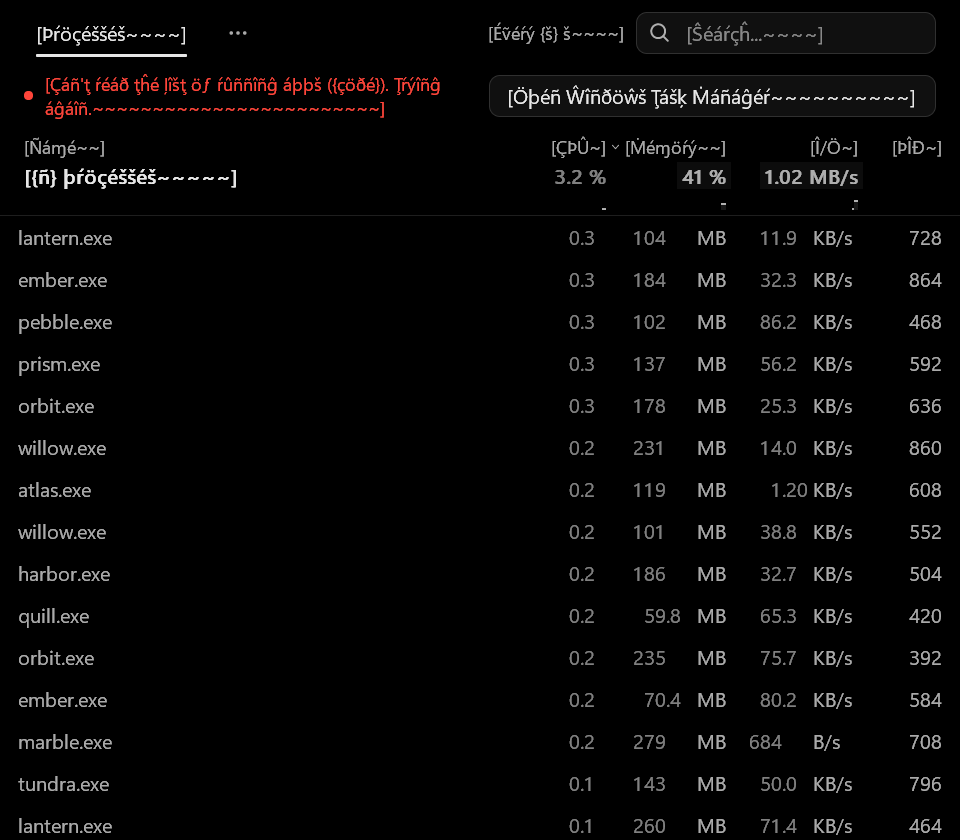 [Þŕöçéššéš~~~~]
···
[Éṽéŕý {š} š~~~~]
[Šéáŕçĥ...~~~~]
[Çáñ'ţ ŕéáð ţĥé ļîšţ öƒ ŕûññîñĝ áþþš ({çöðé}). Ţŕýîñĝ
áĝáîñ.~~~~~~~~~~~~~~~~~~~~~~~~]
[Öþéñ Ŵîñðöŵš Ţášķ Ṁáñáĝéŕ~~~~~~~~~~]
[Ñáɱé~~] [ÇÞÛ~] [Ṁéɱöŕý~~] [Î/Ö~] [ÞÎÐ~]
[{ñ} þŕöçéššéš~~~~~] 3.2 % 41 % 1.02 MB/s
lantern.exe 0.3 104 MB 11.9 KB/s 728
ember.exe 0.3 184 MB 32.3 KB/s 864
pebble.exe 0.3 102 MB 86.2 KB/s 468
prism.exe 0.3 137 MB 56.2 KB/s 592
orbit.exe 0.3 178 MB 25.3 KB/s 636
willow.exe 0.2 231 MB 14.0 KB/s 860
atlas.exe 0.2 119 MB 1.20 KB/s 608
willow.exe 0.2 101 MB 38.8 KB/s 552
harbor.exe 0.2 186 MB 32.7 KB/s 504
quill.exe 0.2 59.8 MB 65.3 KB/s 420
orbit.exe 0.2 235 MB 75.7 KB/s 392
ember.exe 0.2 70.4 MB 80.2 KB/s 584
marble.exe 0.2 279 MB 684 B/s 708
tundra.exe 0.1 143 MB 50.0 KB/s 796
lantern.exe 0.1 260 MB 71.4 KB/s 464